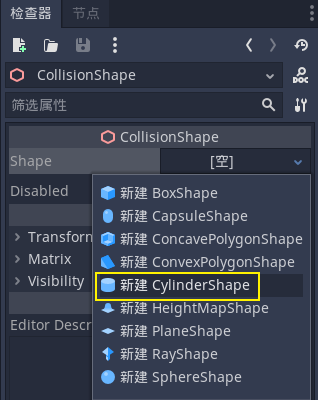 检查器 节点
CollisionShape
DOC
筛选属性
CollisionShape
Shape [空]
Disabled
新建 BoxShape
新建 CapsuleShape
Transform 新建 ConcavePolygonShape
Matrix 新建 ConvexPolygonShape
Visibility 新建 CylinderShape
新建 HeightMapShape
Editor Descr 新建 PlaneShape
新建 RayShape
新建 SphereShape